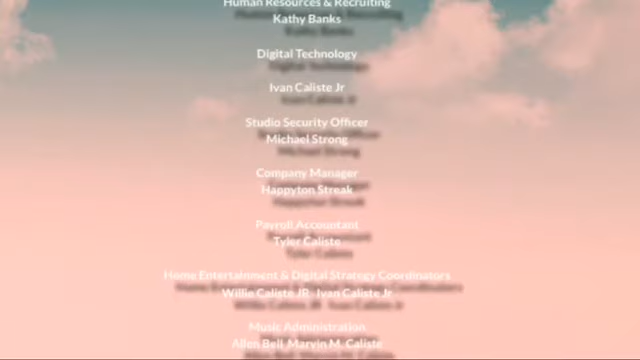 Human Resources & Recruiting
Kathy Banks
Digital Technology
Ivan Caliste Jr
Studio Security Officer
Michael Strong
Company Manager
Happyton Streak
Payroll Accountant
Tyler Caliste
Home Entertainment & Digital Strategy Coordinators
Willie Caliste JR Ivan Caliste Jr
Music Administration
Allen Bell Marvin M. Caliste